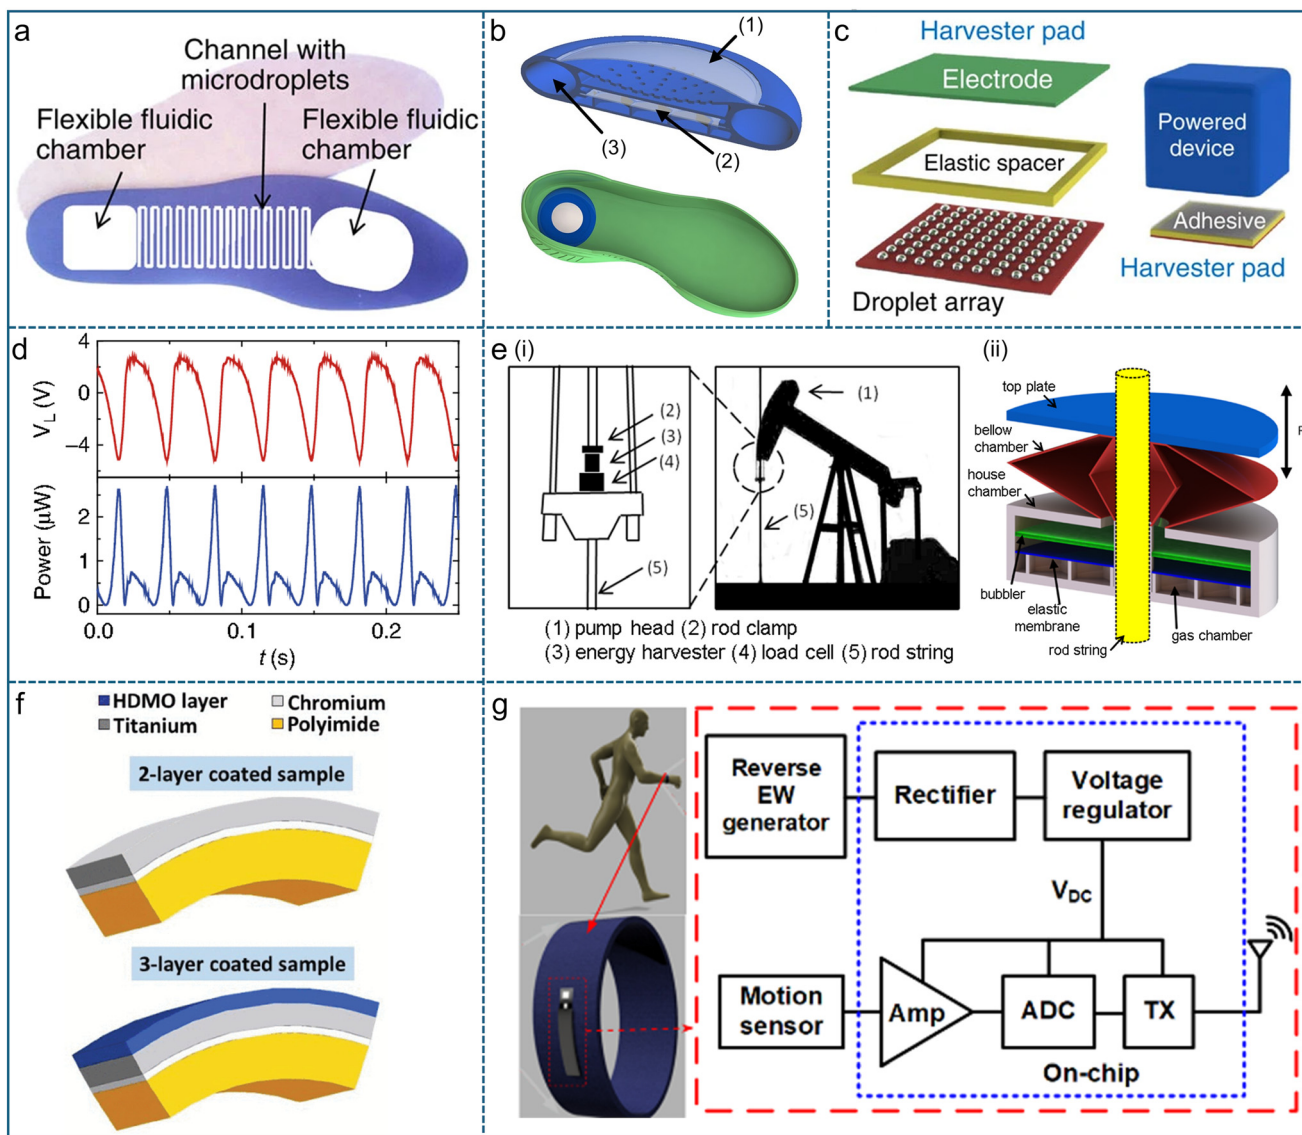 a
Channel with
microdroplets
Flexible fluidic
chamber
Flexible fluidic
chamber
b
(1)
(3)
(2)
c
Harvester pad
Electrode
Elastic spacer
Droplet array
Powered
device
Adhesive
Harvester pad
d
V_L (V)
4
0
−4
Power (μW)
2
1
0
0.0
0.1
0.2
t (s)
e
(i)
(2)
(3)
(4)
(5)
(1)
(5)
(1) pump head (2) rod clamp
(3) energy harvester (4) load cell (5) rod string
(ii)
top plate
bellow
chamber
house
chamber
bubbler
elastic
membrane
rod string
gas chamber
f
HDMO layer
Chromium
Titanium
Polyimide
2-layer coated sample
3-layer coated sample
g
Reverse
EW
generator
Rectifier
Voltage
regulator
V_DC
Motion
sensor
Amp
ADC
TX
On-chip